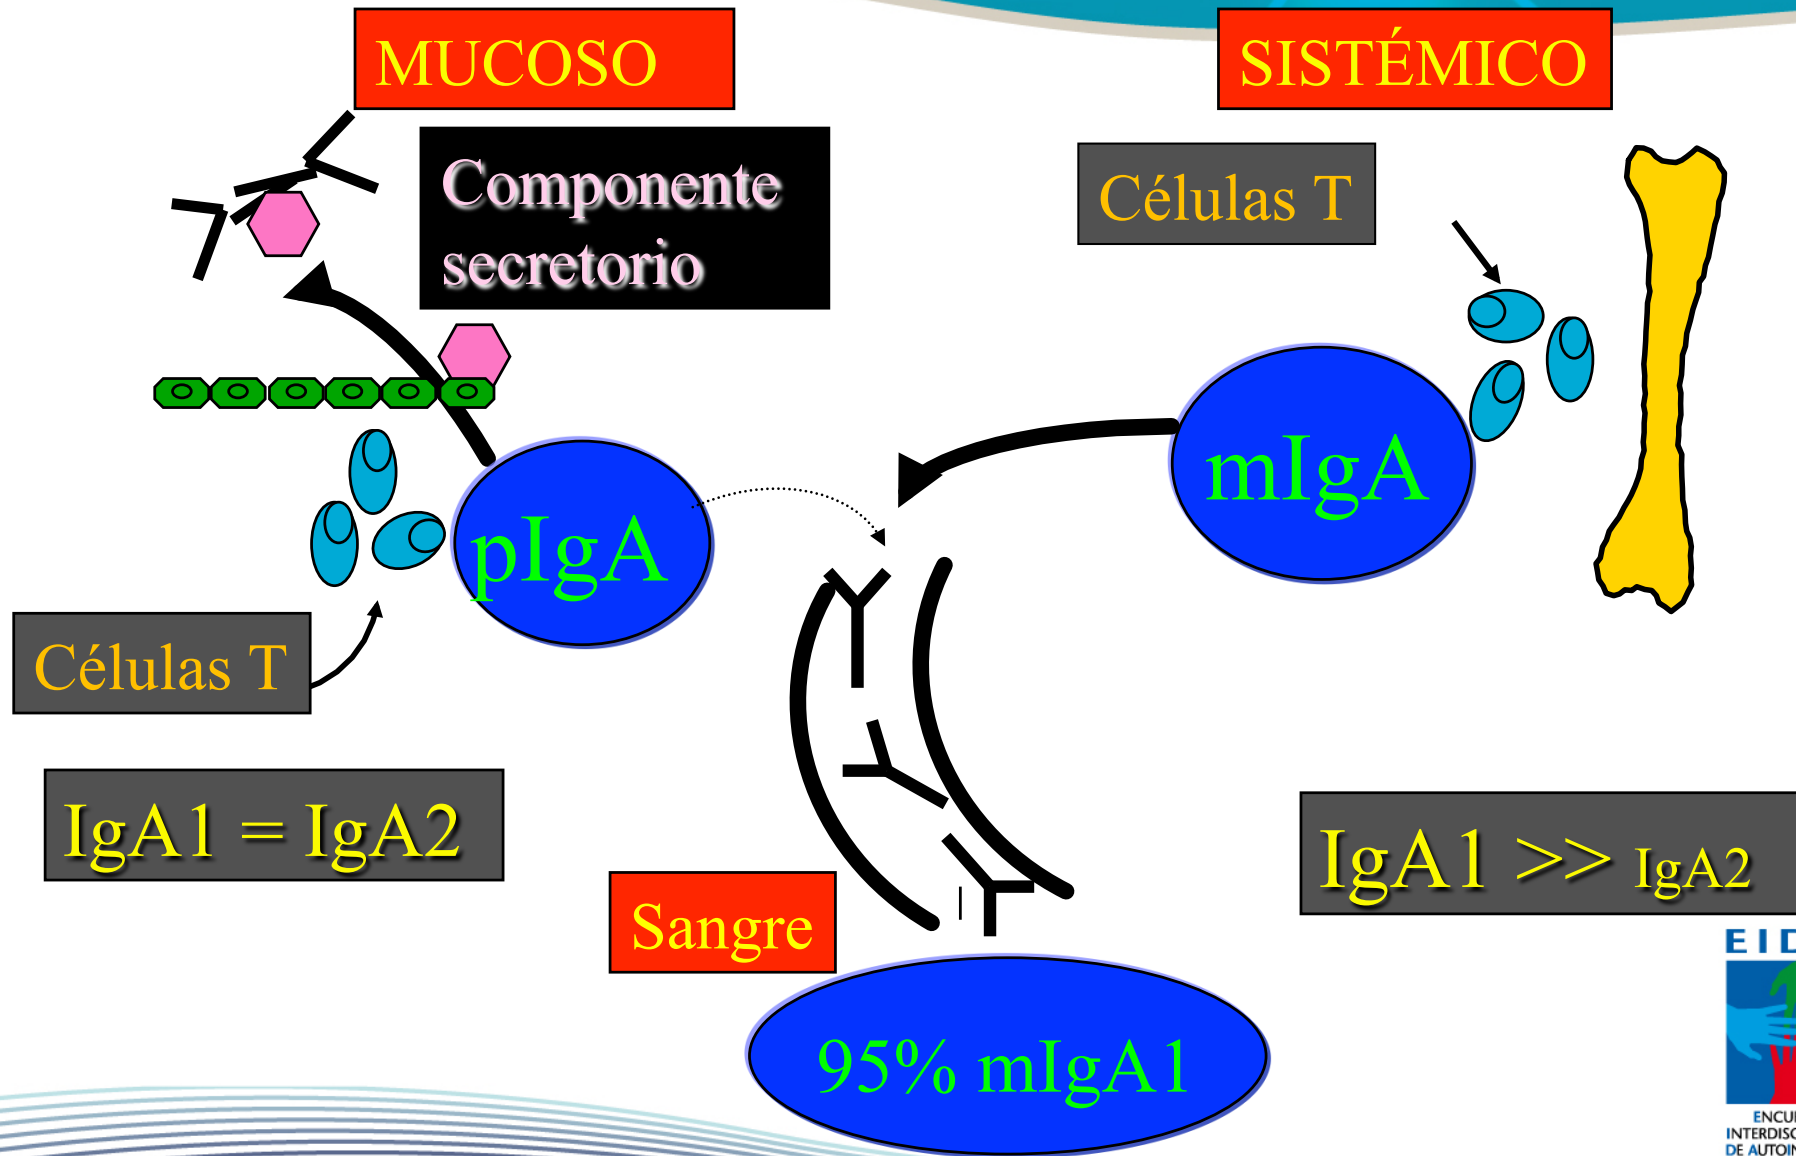 MUCOSO
SISTÉMICO
Componente
secretorio
Células T
mIgA
pIgA
Células T
IgA1 = IgA2
IgA1 >> IgA2
Sangre
95% mIgA1